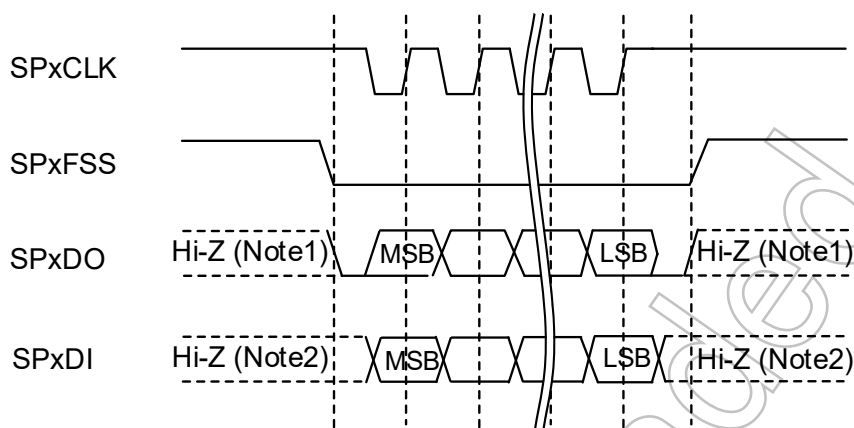 SPxCLK
SPxFSS
SPxDO Hi-Z (Note1) MSB LSB Hi-Z (Note1)
SPxDI Hi-Z (Note2) MSB LSB Hi-Z (Note2)